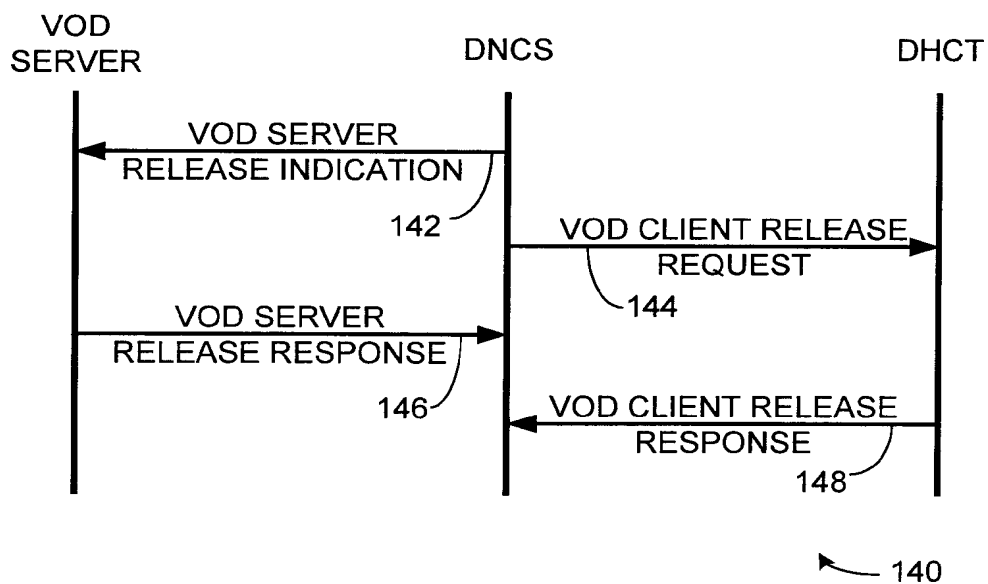 VOD
SERVER
DNCS
DHCT
VOD SERVER
RELEASE INDICATION
142
VOD CLIENT RELEASE
REQUEST
144
VOD SERVER
RELEASE RESPONSE
146
VOD CLIENT RELEASE
RESPONSE
148
140